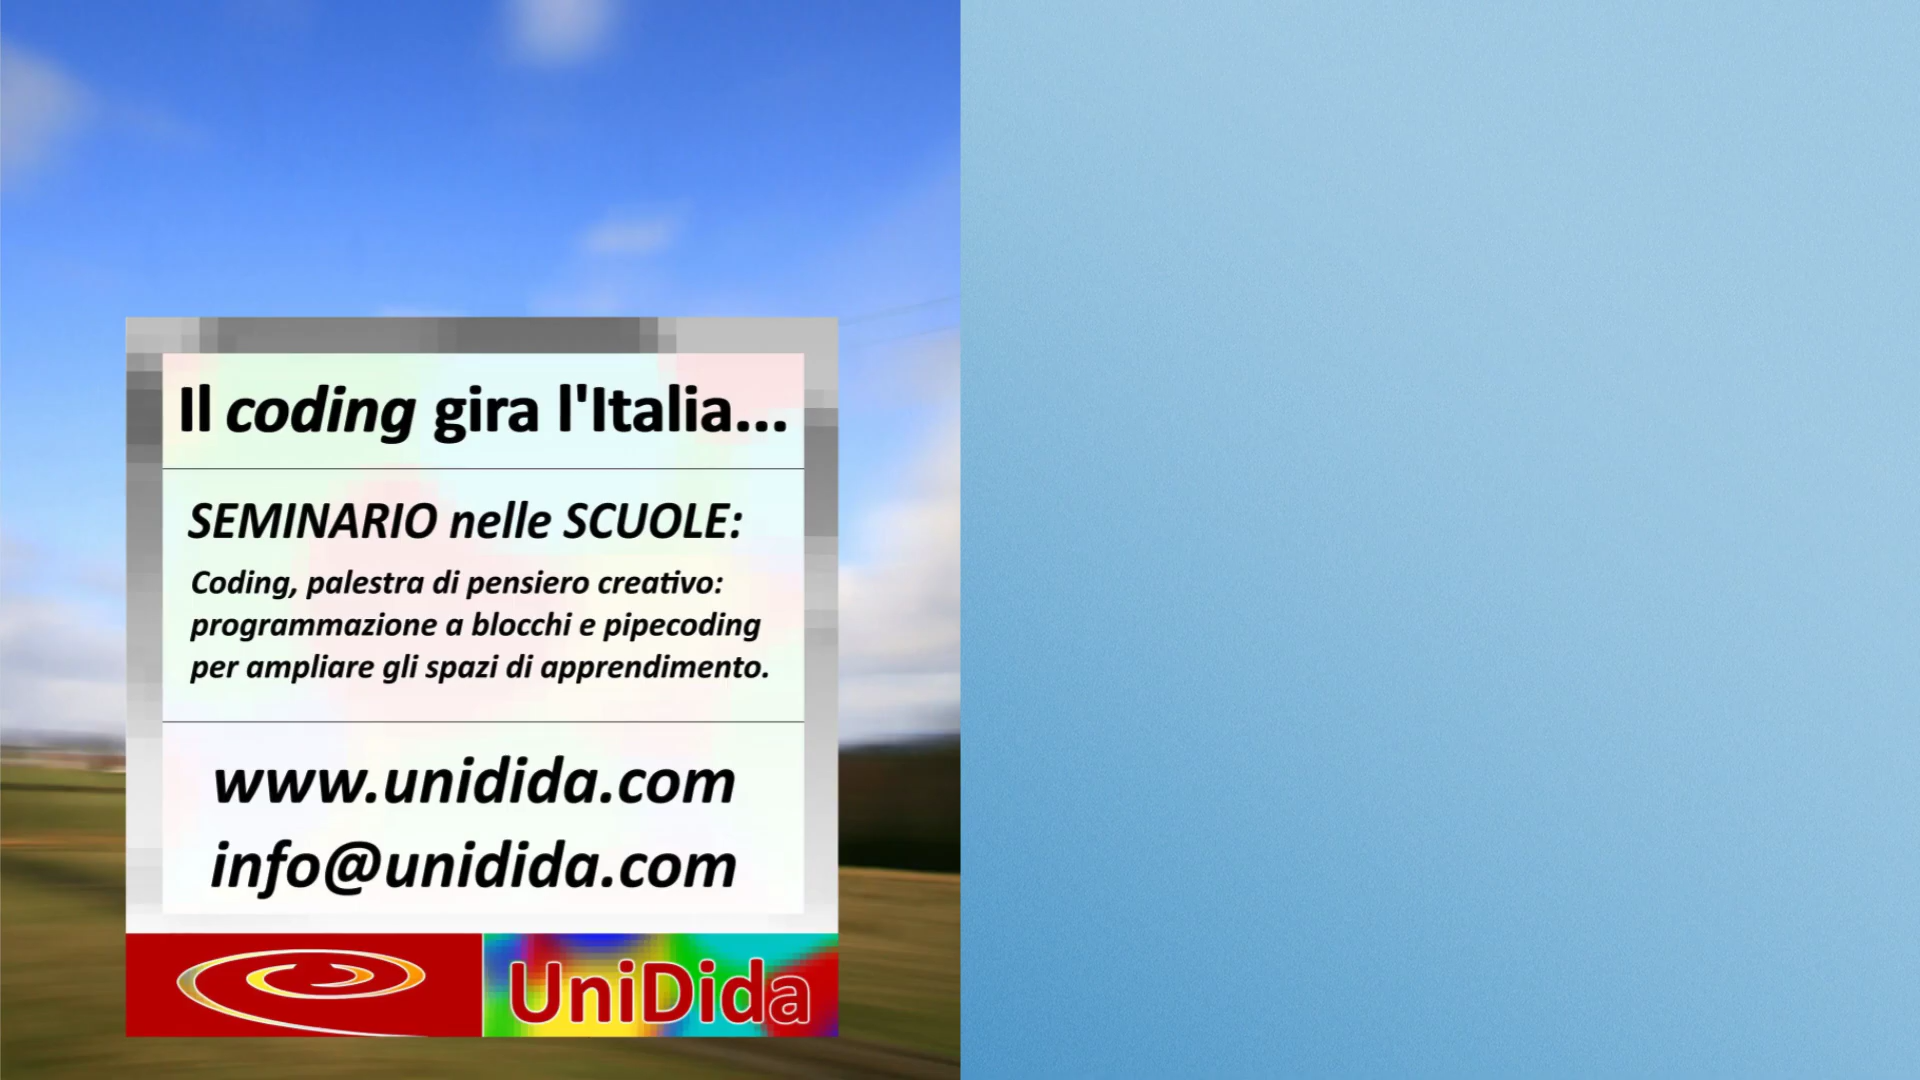 Il coding gira l'Italia...
SEMINARIO nelle SCUOLE:
Coding, palestra di pensiero creativo:
programmazione a blocchi e pipecoding
per ampliare gli spazi di apprendimento.
www.unidida.com
info@unidida.com
UniDida